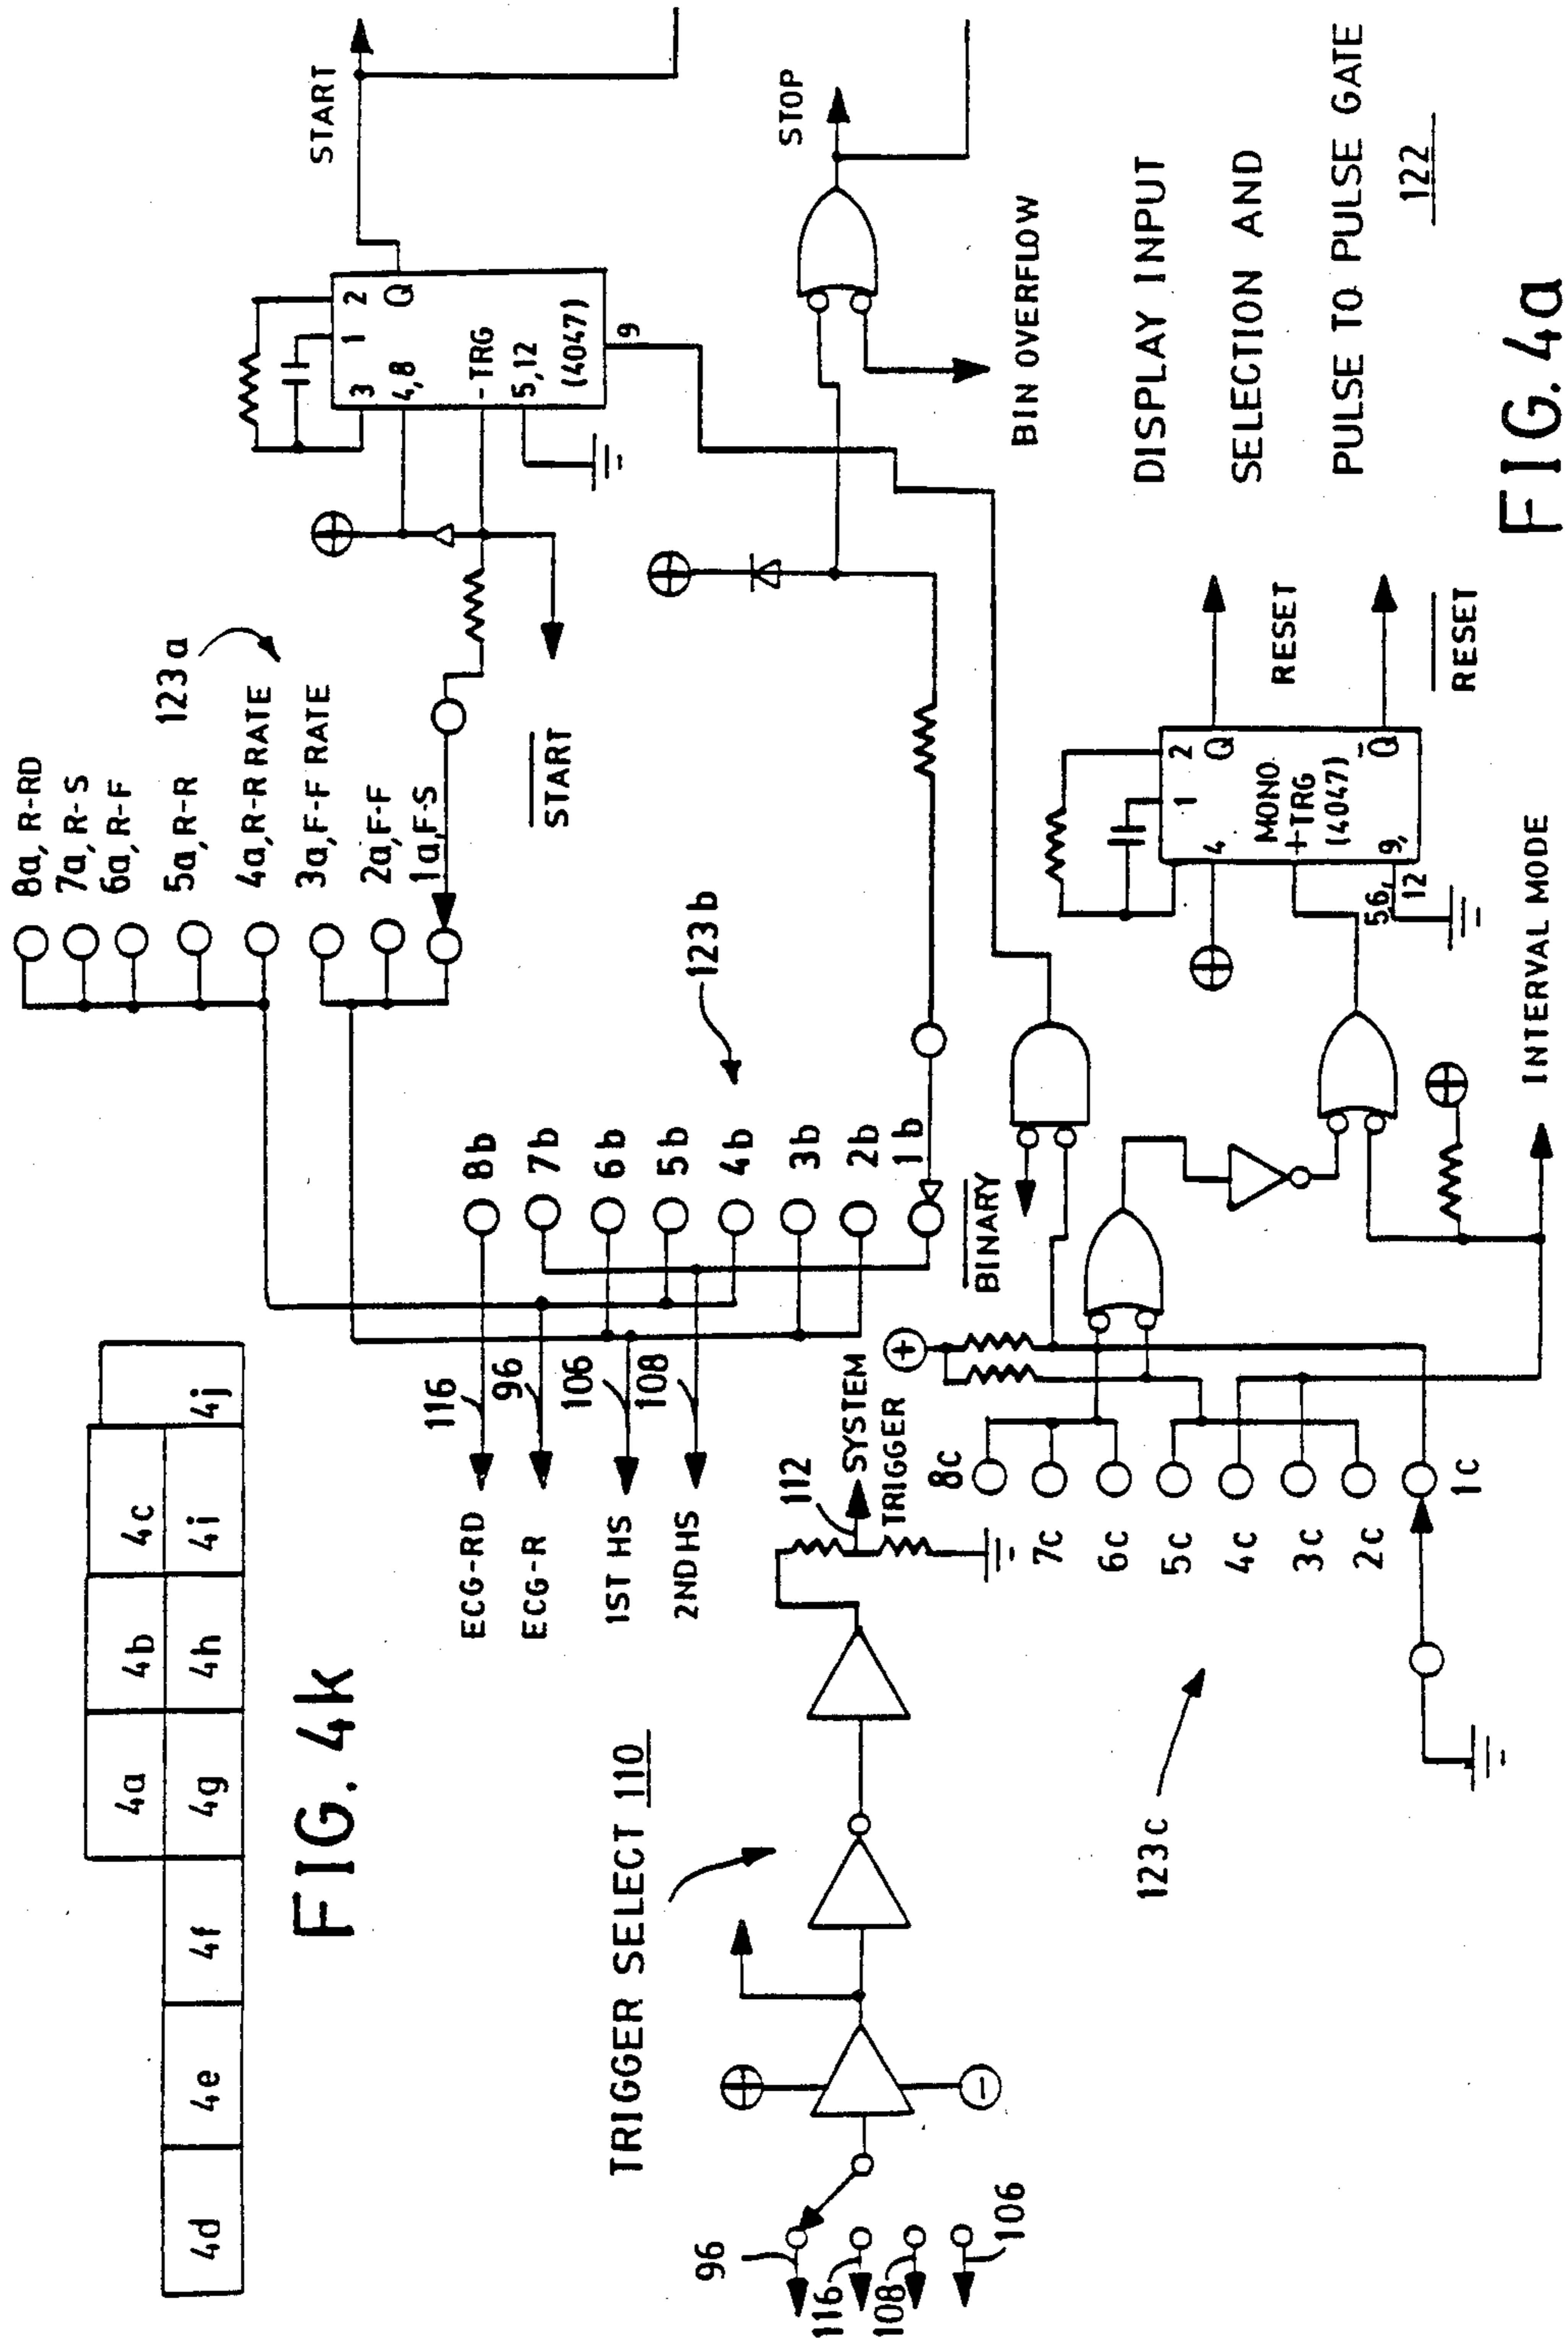 4a
4b
4c
4d
4e
4f
4g
4h
4i
4j
FIG. 4k
8a, R-RD
7a, R-S
6a, R-F
5a, R-R
4a, R-R RATE
3a, F-F RATE
2a, F-F
1a, F-S
123a
START
START
3
1
2
4,8
Q
-TRG
5,12
(4047)
9
ECG-RD
116
ECG-R
96
1ST HS
106
2ND HS
108
8b
7b
6b
5b
4b
3b
2b
1b
123b
STOP
BIN OVERFLOW
TRIGGER SELECT 110
96
116
108
106
112
SYSTEM
TRIGGER
BINARY
8c
7c
6c
5c
4c
3c
2c
1c
123c
4
1
2
Q
MONO
+TRG
(4047)
9,
Q
5,6,
12
RESET
RESET
INTERVAL MODE
DISPLAY INPUT
SELECTION AND
PULSE TO PULSE GATE
122
FIG. 4a